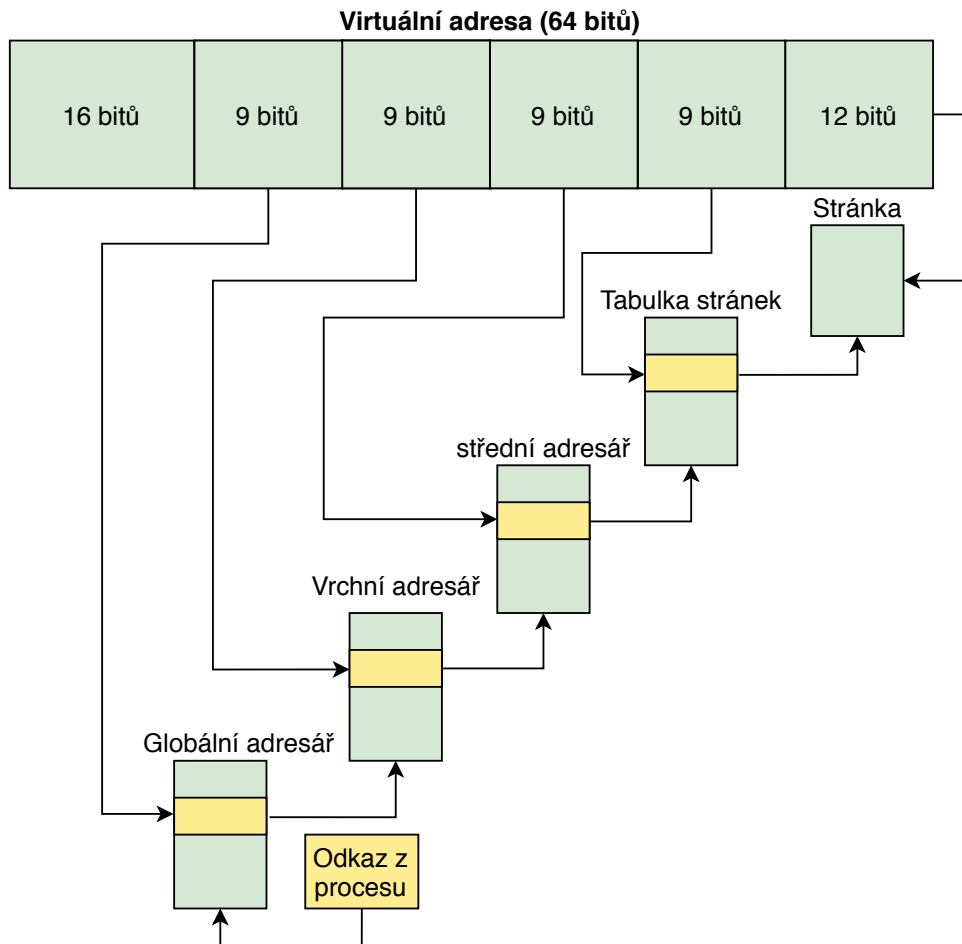 Virtuální adresa (64 bitů)
16 bitů
9 bitů
9 bitů
9 bitů
9 bitů
12 bitů
Stránka
Tabulka stránek
střední adresář
Vrchní adresář
Globální adresář
Odkaz z
procesu